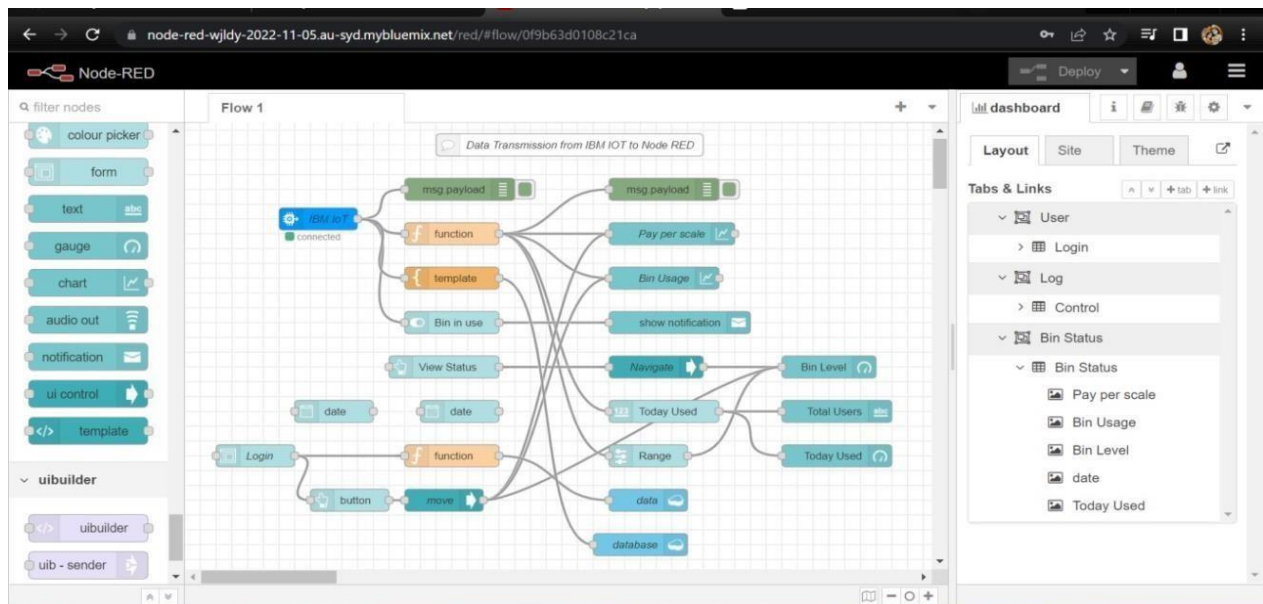 node-red-wjldy-2022-11-05.au-syd.mybluemix.net/red/#flow/0f9b63d0108c21ca
Node-RED
Deploy
filter nodes
colour picker
form
text
abc
gauge
chart
audio out
notification
ui control
template
uibuilder
uibuilder
uib - sender
Flow 1
Data Transmission from IBM IOT to Node RED
msg.payload
msg.payload
IBM IoT
connected
function
Pay per scale
template
Bin Usage
Bin in use
show notification
View Status
Navigate
Bin Level
date
date
123
Today Used
Total Users
abc
Login
function
Range
Today Used
button
move
data
database
dashboard
i
Layout
Site
Theme
Tabs & Links
+ tab
+ link
User
Login
Log
Control
Bin Status
Bin Status
Pay per scale
Bin Usage
Bin Level
date
Today Used